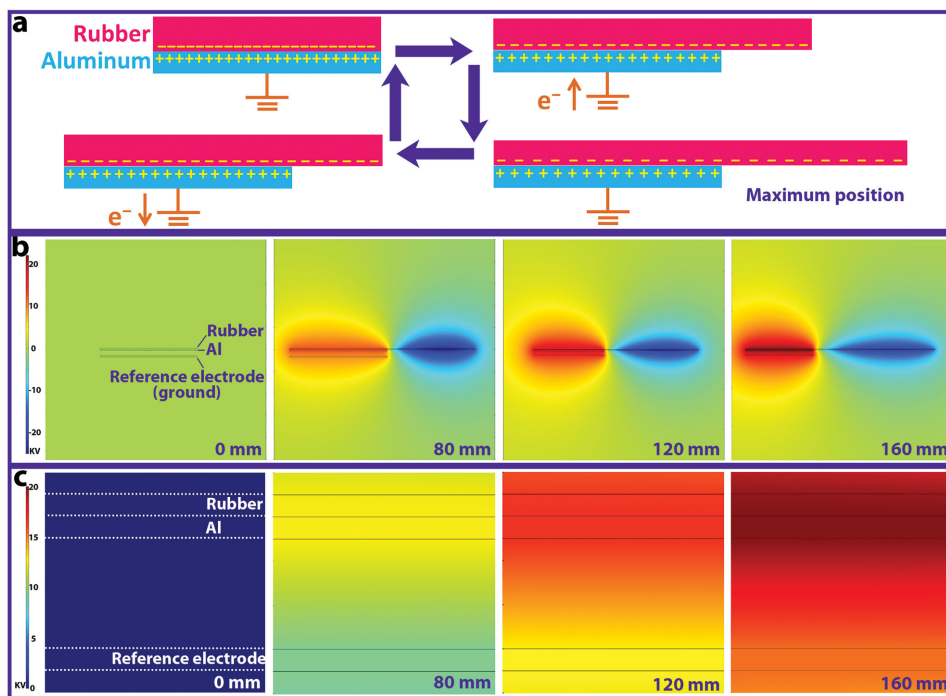 a
Rubber
Aluminum
e⁻
e⁻
Maximum position
b
20
10
0
-10
-20
KV
Rubber
Al
Reference electrode
(ground)
0 mm
80 mm
120 mm
160 mm
c
20
15
10
5
KV 0
Rubber
Al
Reference electrode
0 mm
80 mm
120 mm
160 mm